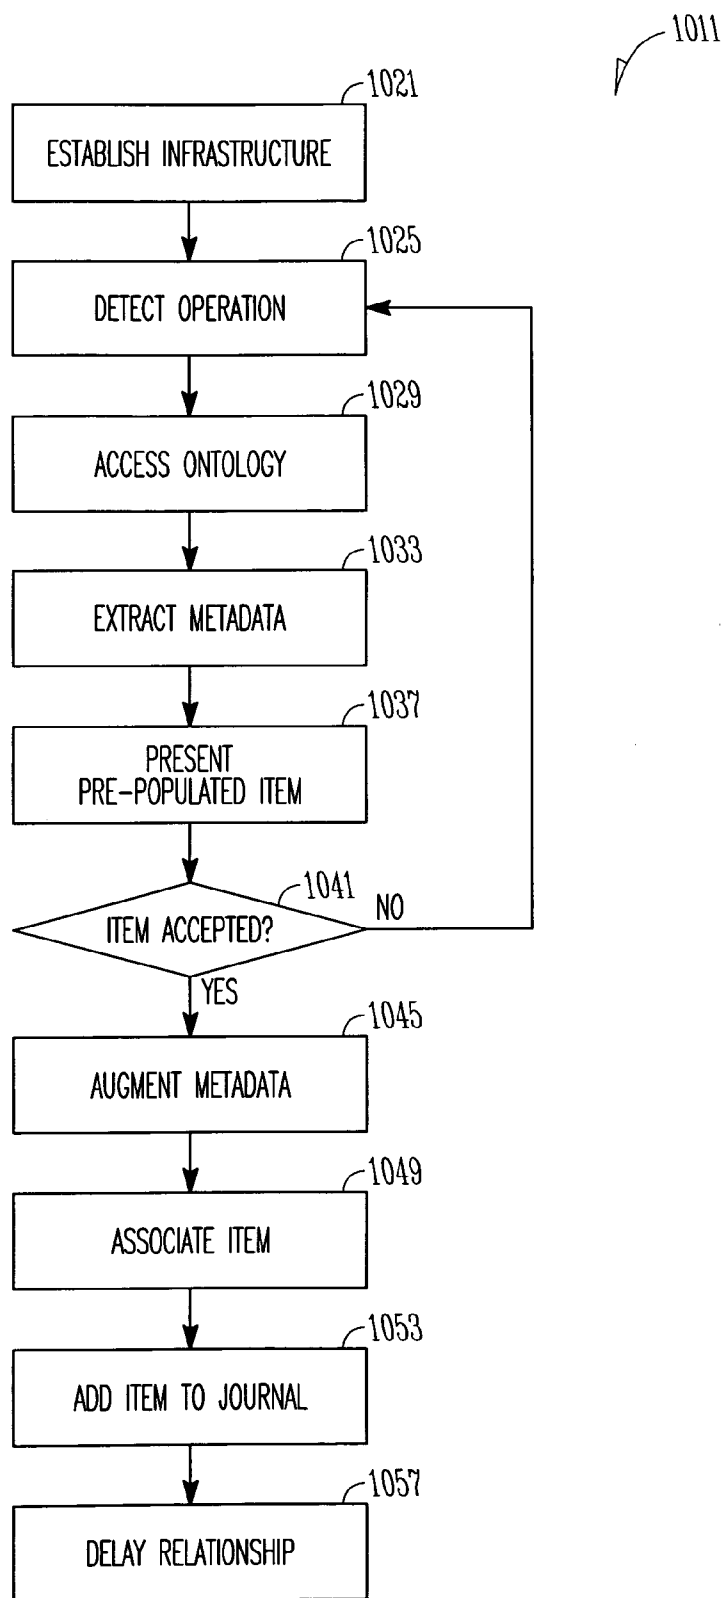 1011
1021
ESTABLISH INFRASTRUCTURE
1025
DETECT OPERATION
1029
ACCESS ONTOLOGY
1033
EXTRACT METADATA
1037
PRESENT
PRE-POPULATED ITEM
1041
ITEM ACCEPTED?
NO
YES
1045
AUGMENT METADATA
1049
ASSOCIATE ITEM
1053
ADD ITEM TO JOURNAL
1057
DELAY RELATIONSHIP